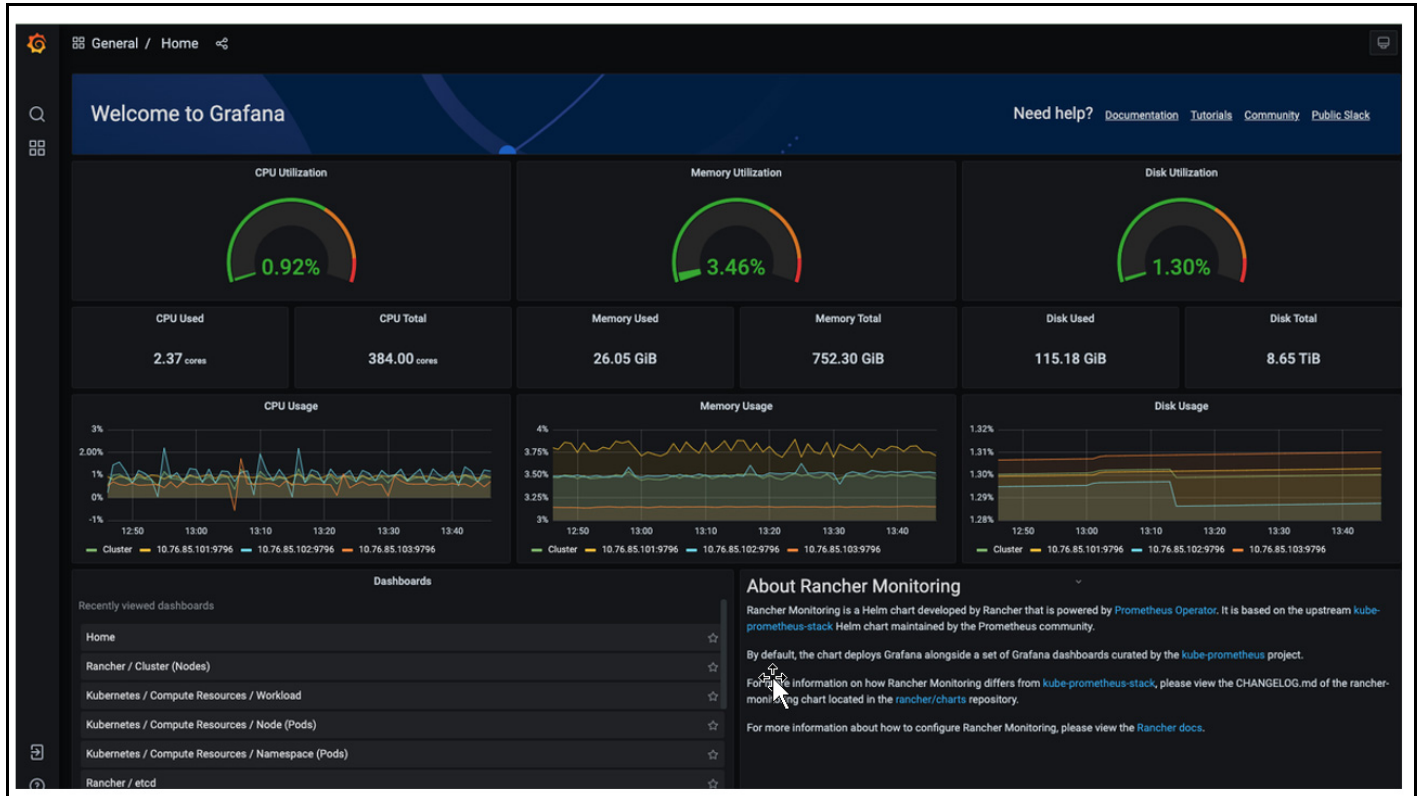 General / Home
Welcome to Grafana
Need help? Documentation Tutorials Community Public Slack
CPU Utilization
0.92%
Memory Utilization
3.46%
Disk Utilization
1.30%
CPU Used
2.37 cores
CPU Total
384.00 cores
Memory Used
26.05 GiB
Memory Total
752.30 GiB
Disk Used
115.18 GiB
Disk Total
8.65 TiB
CPU Usage
3%
2.00%
1%
0%
-1%
12:50 13:00 13:10 13:20 13:30 13:40
Cluster 10.76.85.101:9796 10.76.85.102:9796 10.76.85.103:9796
Memory Usage
4%
3.75%
3.50%
3.25%
3%
12:50 13:00 13:10 13:20 13:30 13:40
Cluster 10.76.85.101:9796 10.76.85.102:9796 10.76.85.103:9796
Disk Usage
1.32%
1.31%
1.30%
1.29%
1.28%
12:50 13:00 13:10 13:20 13:30 13:40
Cluster 10.76.85.101:9796 10.76.85.102:9796 10.76.85.103:9796
Dashboards
Recently viewed dashboards
Home
Rancher / Cluster (Nodes)
Kubernetes / Compute Resources / Workload
Kubernetes / Compute Resources / Node (Pods)
Kubernetes / Compute Resources / Namespace (Pods)
Rancher / etcd
About Rancher Monitoring
Rancher Monitoring is a Helm chart developed by Rancher that is powered by Prometheus Operator. It is based on the upstream kube-
prometheus-stack Helm chart maintained by the Prometheus community.
By default, the chart deploys Grafana alongside a set of Grafana dashboards curated by the kube-prometheus project.
For more information on how Rancher Monitoring differs from kube-prometheus-stack, please view the CHANGELOG.md of the rancher-
monitoring chart located in the rancher/charts repository.
For more information about how to configure Rancher Monitoring, please view the Rancher docs.